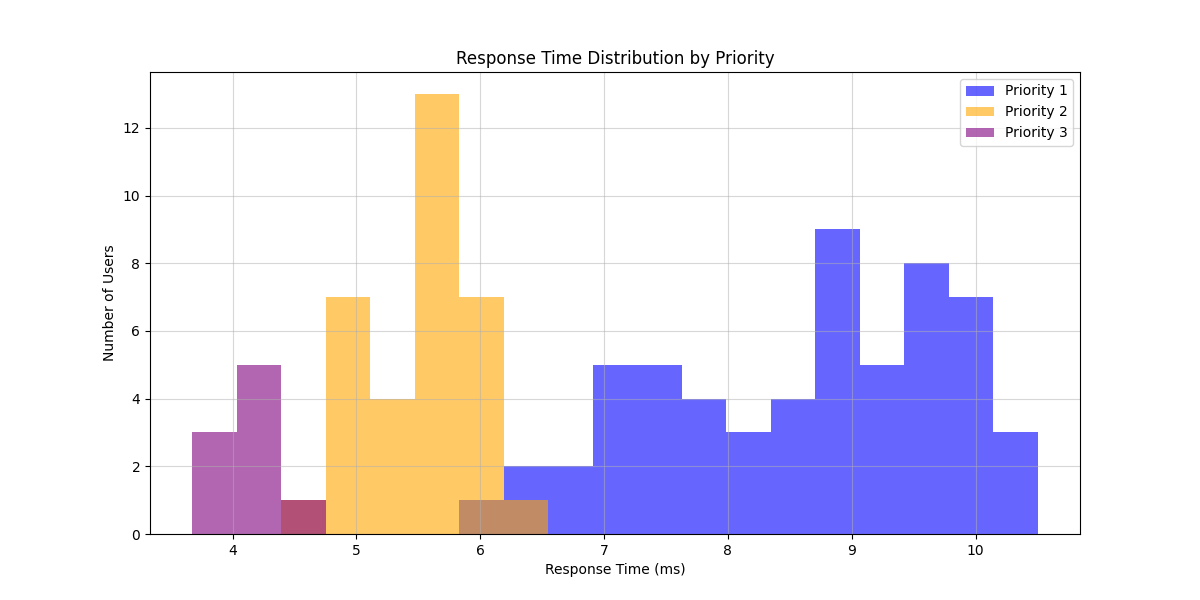 Response Time Distribution by Priority
Priority 1
Priority 2
Priority 3
Number of Users
12
10
8
6
4
2
0
4 5 6 7 8 9 10
Response Time (ms)